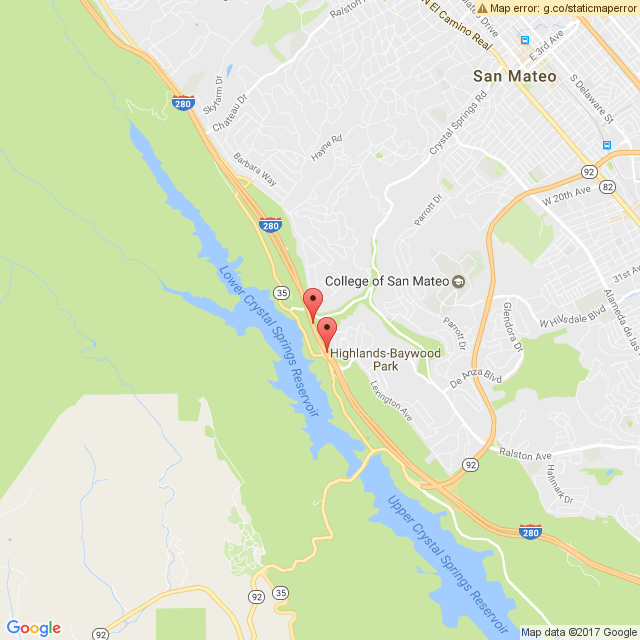 Map error: g.co/staticmaperror
Ralston Ave
W El Camino Real
E 3rd Ave
San Mateo
S Delaware St
Skyfarm Dr
Chateau Dr
280
Crystal Springs Rd
Hayne Rd
Barbara Way
92
82
W 20th Ave
Parrott Dr
280
31st Ave
35
College of San Mateo
Lower Crystal Springs Reservoir
Alameda de las
W Hillsdale Blvd
Glendora Dr
Parrott Dr
Highlands-Baywood
Park
De Anza Blvd
Lexington Ave
Ralston Ave
92
Hallmark Dr
Upper Crystal Springs Reservoir
280
92
35
92
Google
Map data ©2017 Google